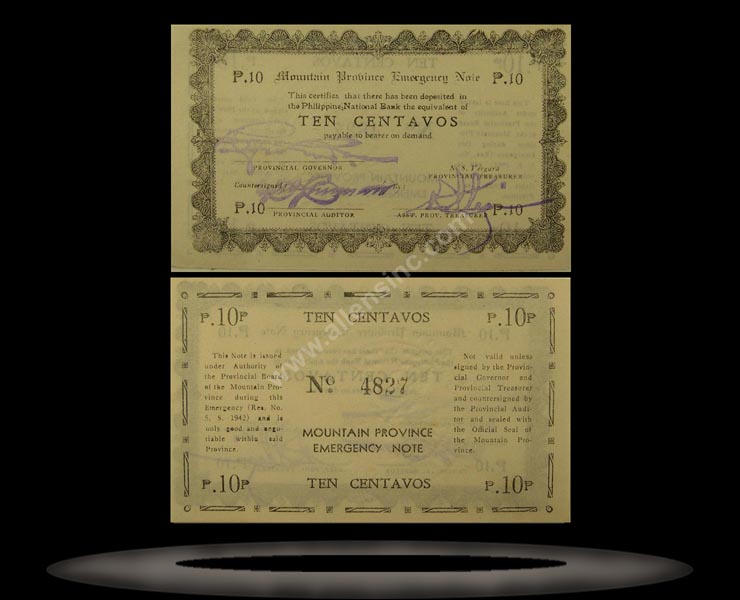 ₱.10 Mountain Province Emergency Note ₱.10
This certifies that there has been deposited in
the Philippine National Bank the equivalent of
TEN CENTAVOS
payable to bearer on demand.
PROVINCIAL GOVERNOR
N. S. Vergara
PROVINCIAL TREASURER
Countersigned:
₱.10
PROVINCIAL AUDITOR
ASST. PROV. TREASURER
₱.10
₱.10₱ TEN CENTAVOS ₱.10₱
This Note is issued
under Authority of
the Provincial Board
of the Mountain Pro-
vince during this
Emergency (Res. No.
5, S. 1942) and is
only good and nego-
tiable within said
Province.
No. 4827
MOUNTAIN PROVINCE
EMERGENCY NOTE
Not valid unless
signed by the Provin-
cial Governor and
Provincial Treasurer
and countersigned by
the Provincial Audi-
tor and sealed with
the Official Seal of
the Mountain Pro-
vince.
₱.10₱ TEN CENTAVOS ₱.10₱
www.allensinc.com